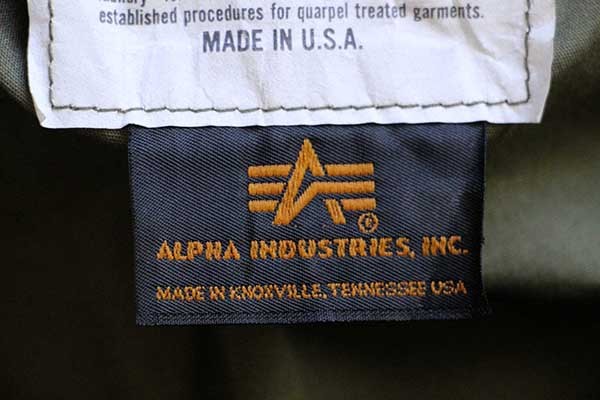 established procedures for quarpel treated garments.
MADE IN U.S.A.
ALPHA INDUSTRIES, INC.
MADE IN KNOXVILLE, TENNESSEE USA